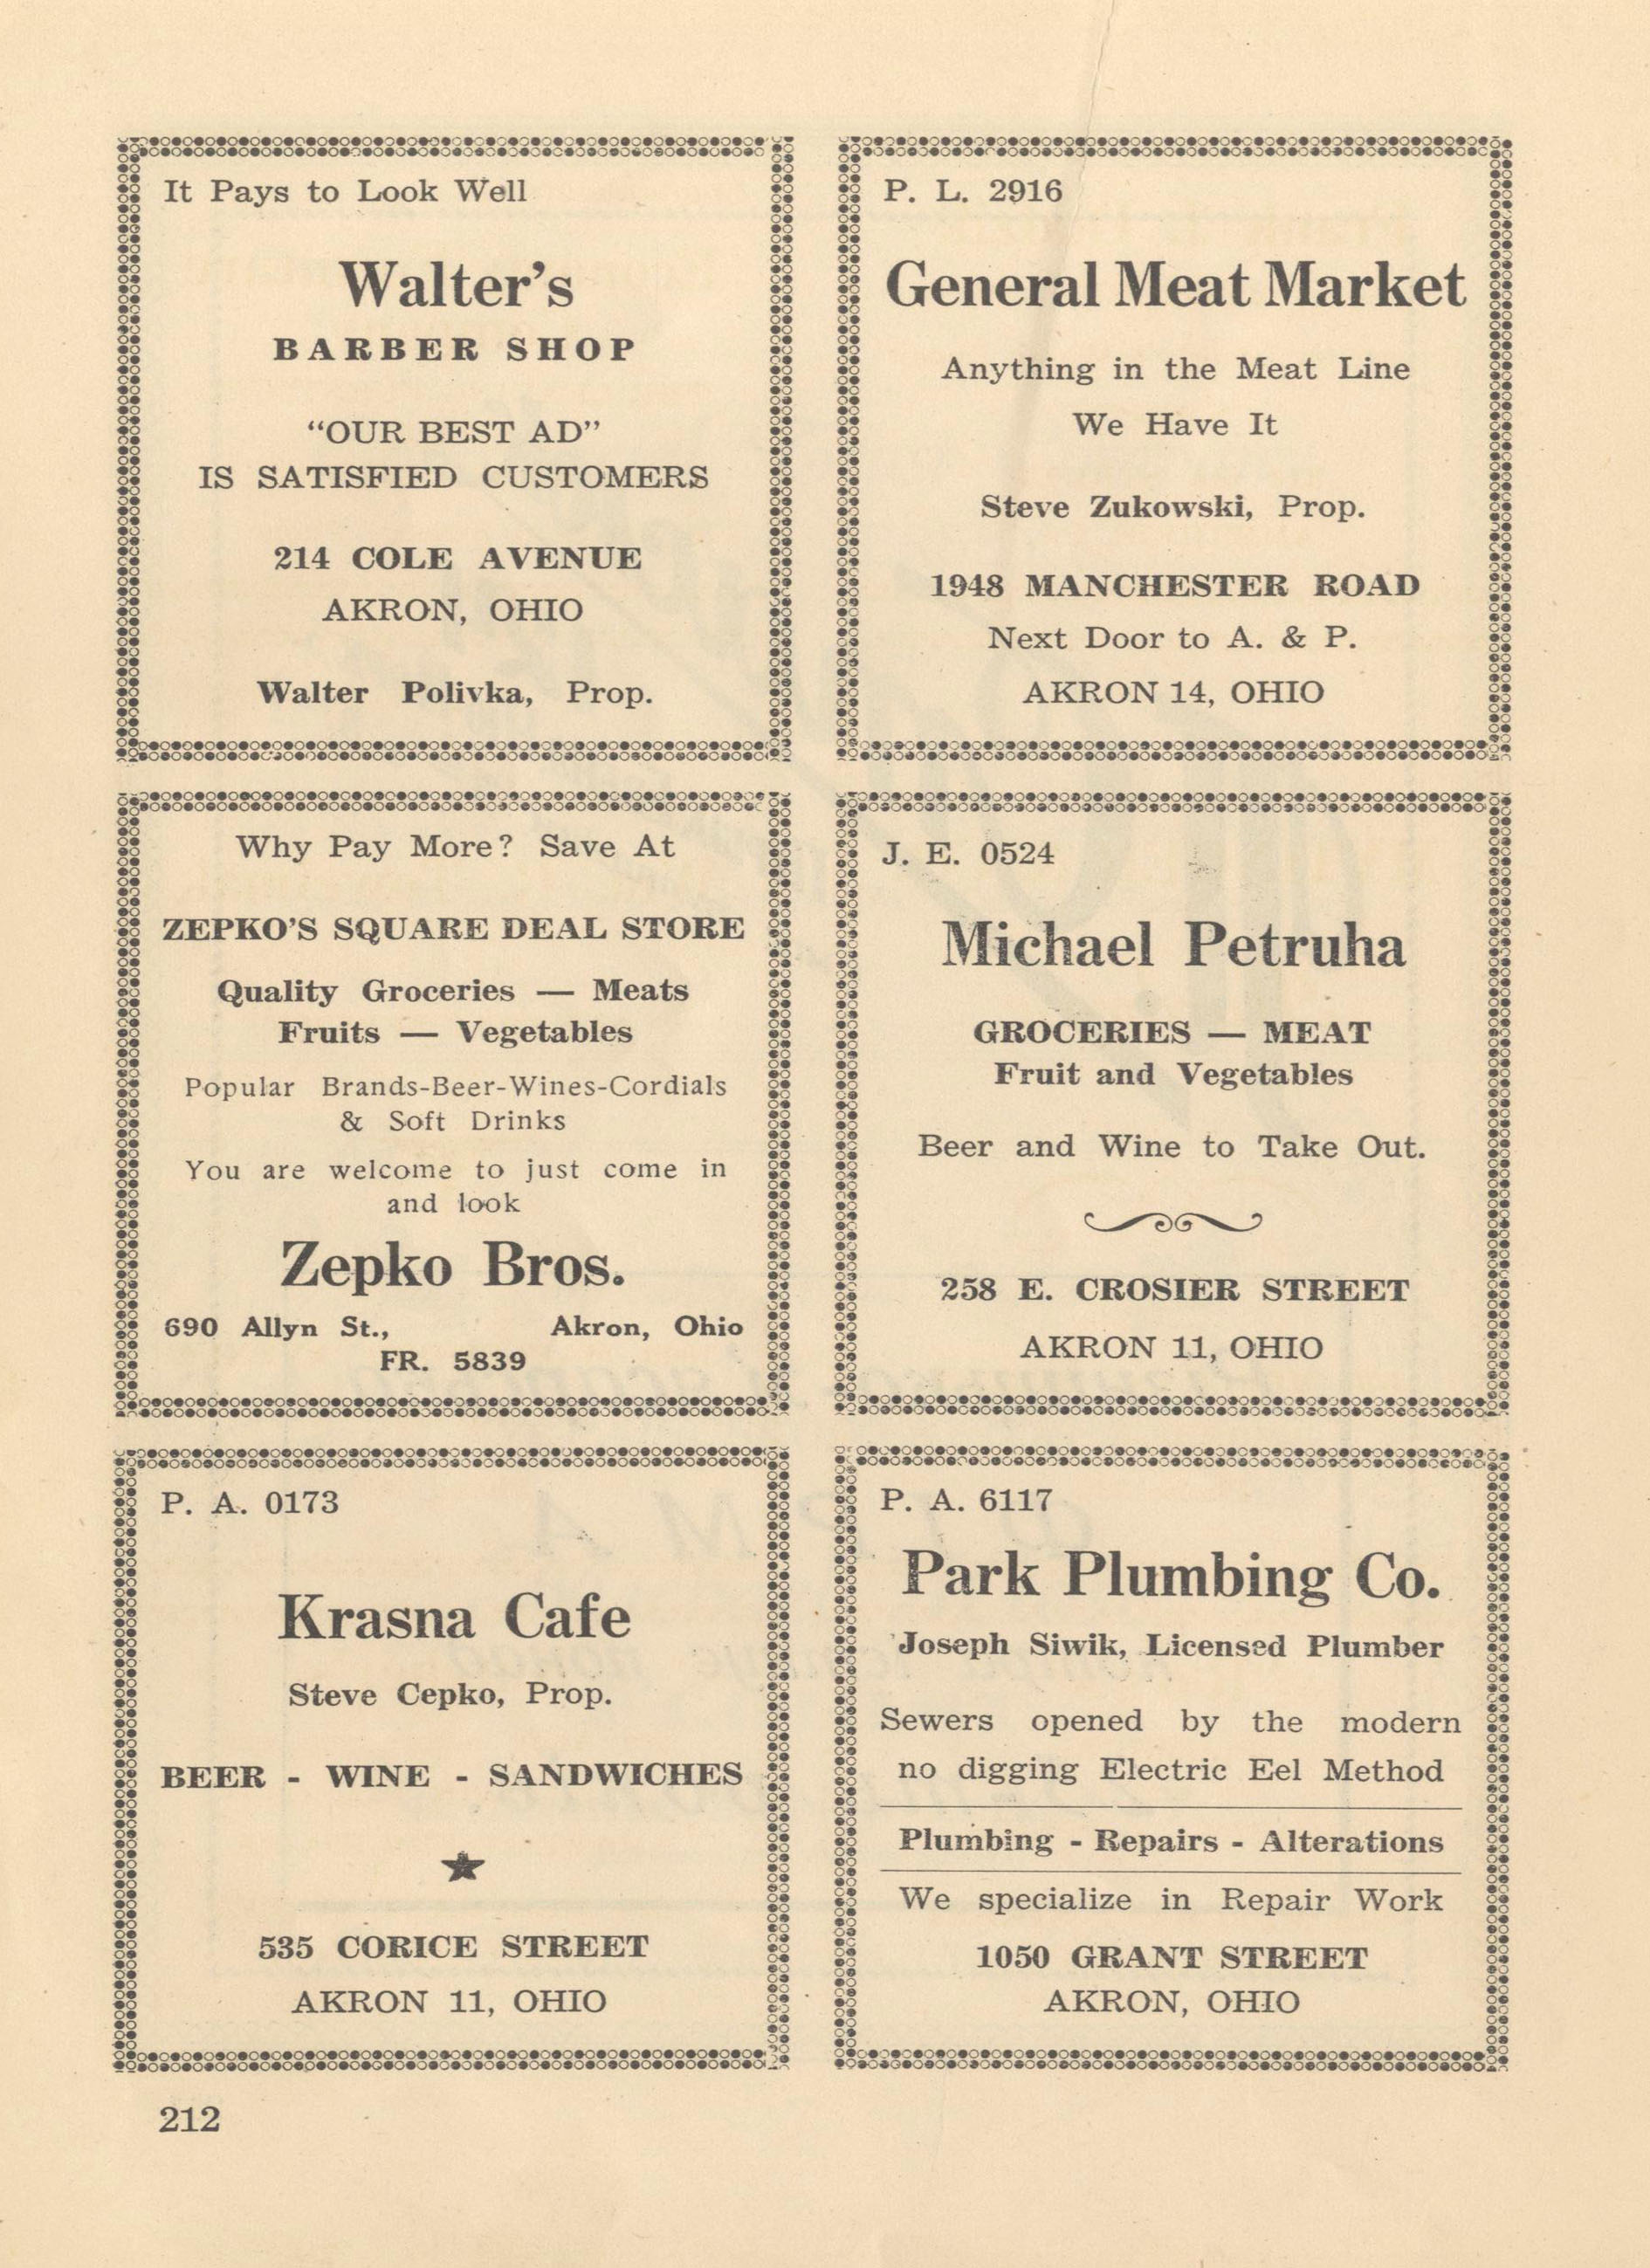 It Pays to Look Well
Walter's
BARBER SHOP
"OUR BEST AD"
IS SATISFIED CUSTOMERS
214 COLE AVENUE
AKRON, OHIO
Walter Polivka, Prop.
P. L. 2916
General Meat Market
Anything in the Meat Line
We Have It
Steve Zukowski, Prop.
1948 MANCHESTER ROAD
Next Door to A. & P.
AKRON 14, OHIO
Why Pay More? Save At
ZEPKO'S SQUARE DEAL STORE
Quality Groceries — Meats
Fruits — Vegetables
Popular Brands-Beer-Wines-Cordials
& Soft Drinks
You are welcome to just come in
and look
Zepko Bros.
690 Allyn St., Akron, Ohio
FR. 5839
J. E. 0524
Michael Petruha
GROCERIES — MEAT
Fruit and Vegetables
Beer and Wine to Take Out.
258 E. CROSIER STREET
AKRON 11, OHIO
P. A. 0173
Krasna Cafe
Steve Cepko, Prop.
BEER - WINE - SANDWICHES
535 CORICE STREET
AKRON 11, OHIO
P. A. 6117
Park Plumbing Co.
Joseph Siwik, Licensed Plumber
Sewers opened by the modern
no digging Electric Eel Method
Plumbing - Repairs - Alterations
We specialize in Repair Work
1050 GRANT STREET
AKRON, OHIO
212